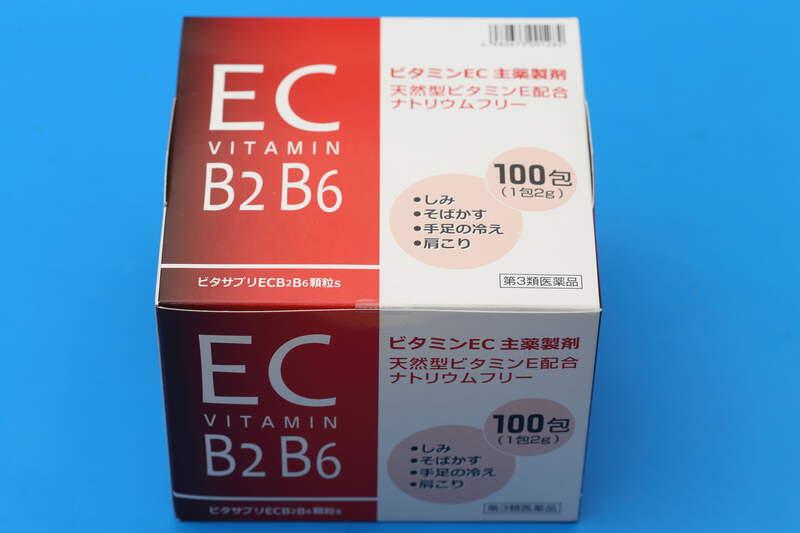 EC
VITAMIN
B2 B6
ビタサプリECB2B6顆粒s
ビタミンEC 主薬製剤
天然型ビタミンE配合
ナトリウムフリー
100包
(1包2g)
●しみ
●そばかす
●手足の冷え
●肩こり
第3類医薬品
EC
VITAMIN
B2 B6
ビタサプリECB2B6顆粒s
ビタミンEC 主薬製剤
天然型ビタミンE配合
ナトリウムフリー
100包
(1包2g)
●しみ
●そばかす
●手足の冷え
●肩こり
第3類医薬品